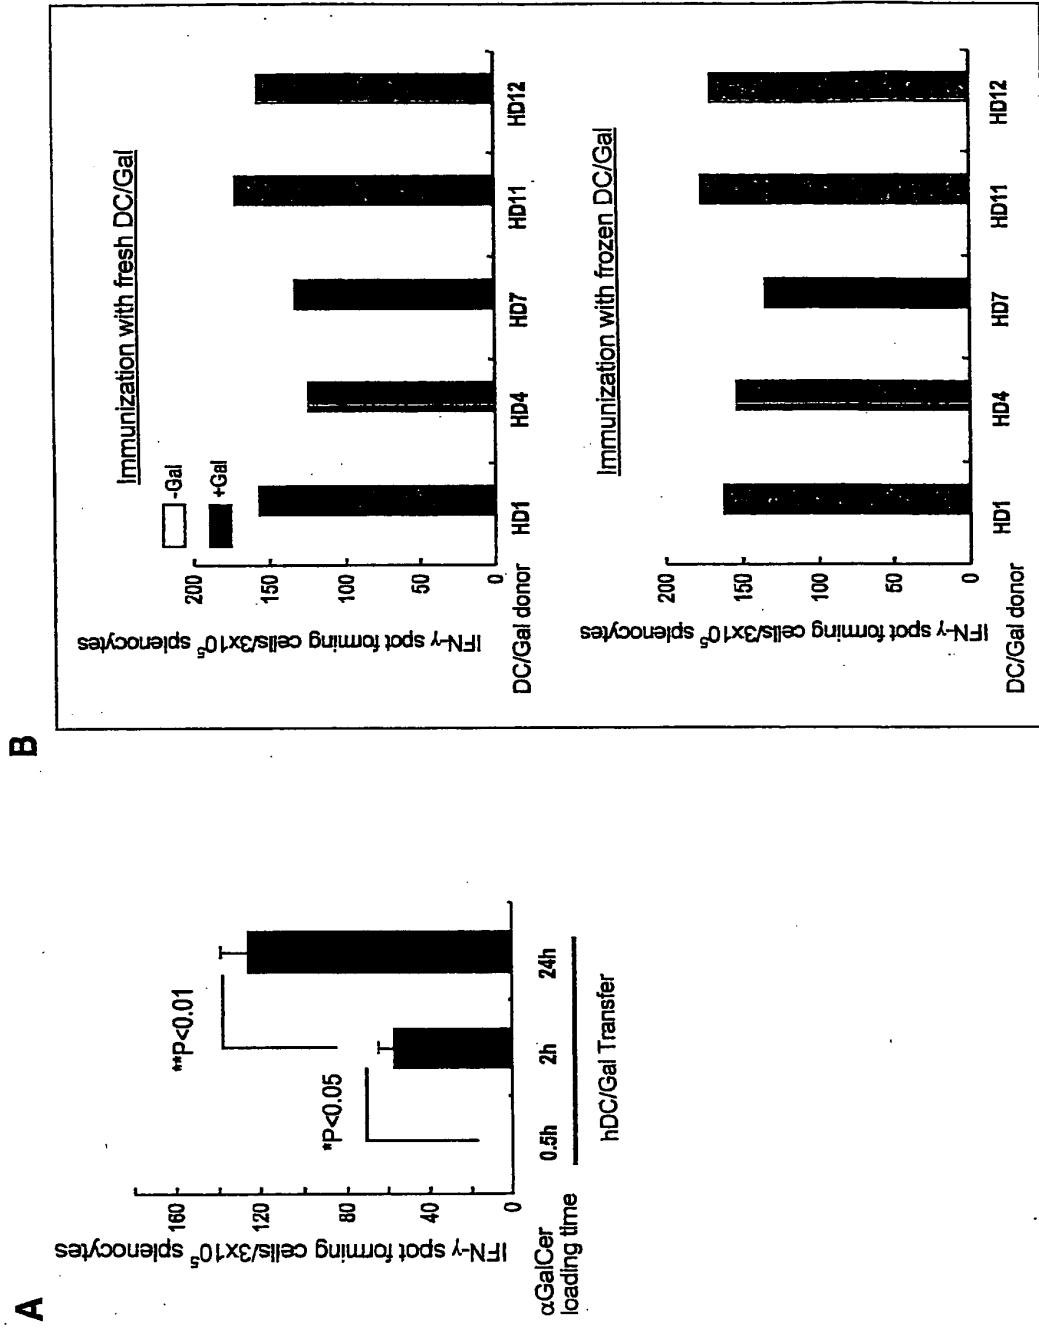 A
IFN-γ spot forming cells/3x10⁵ splenocytes
160
120
80
40
0
**P<0.01
*P<0.05
αGalCer
loading time
0.5h 2h 24h
hDC/Gal Transfer
B
Immunization with fresh DC/Gal
-Gal
+Gal
IFN-γ spot forming cells/3x10⁵ splenocytes
200
150
100
50
0
DC/Gal donor HD1 HD4 HD7 HD11 HD12
Immunization with frozen DC/Gal
IFN-γ spot forming cells/3x10⁵ splenocytes
200
150
100
50
0
DC/Gal donor HD1 HD4 HD7 HD11 HD12